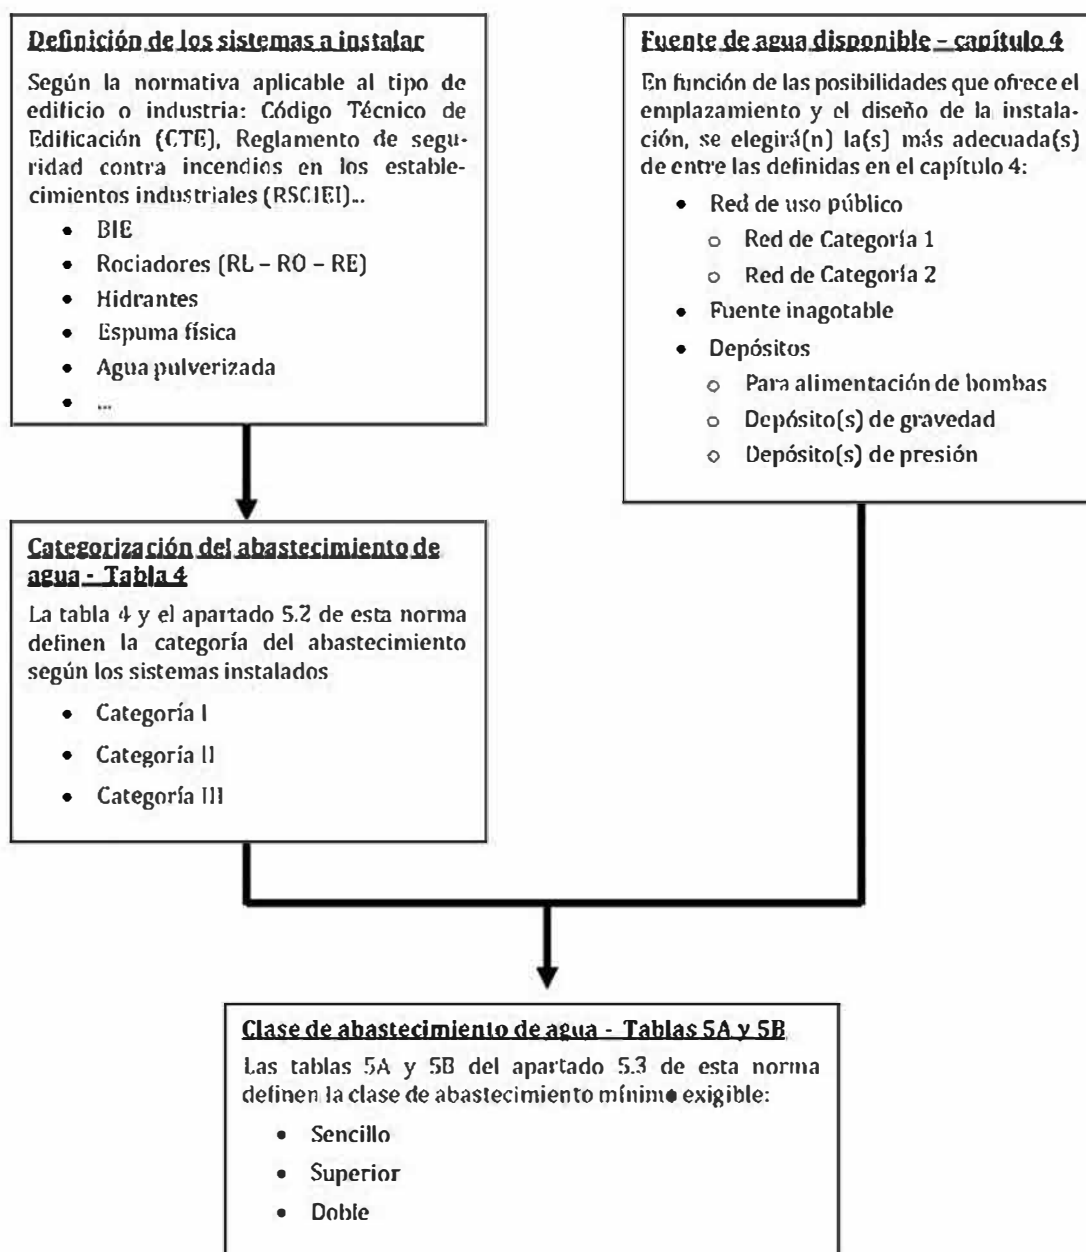 Definición de los sistemas a instalar
Según la normativa aplicable al tipo de
edificio o industria: Código Técnico de
Edificación (CTE), Reglamento de segu-
ridad contra incendios en los estable-
cimientos industriales (RSCIEI)...
• BIE
• Rociadores (RL – RO – RE)
• Hidrantes
• Espuma física
• Agua pulverizada
• ...
Fuente de agua disponible – capítulo 4
En función de las posibilidades que ofrece el
emplazamiento y el diseño de la instala-
ción, se elegirá(n) la(s) más adecuada(s)
de entre las definidas en el capítulo 4:
• Red de uso público
o Red de Categoría 1
o Red de Categoría 2
• Fuente inagotable
• Depósitos
o Para alimentación de bombas
o Depósito(s) de gravedad
o Depósito(s) de presión
Categorización del abastecimiento de
agua - Tabla 4
La tabla 4 y el apartado 5.2 de esta norma
definen la categoría del abastecimiento
según los sistemas instalados
• Categoría I
• Categoría II
• Categoría III
Clase de abastecimiento de agua - Tablas 5A y 5B
Las tablas 5A y 5B del apartado 5.3 de esta norma
definen la clase de abastecimiento mínimo exigible:
• Sencillo
• Superior
• Doble